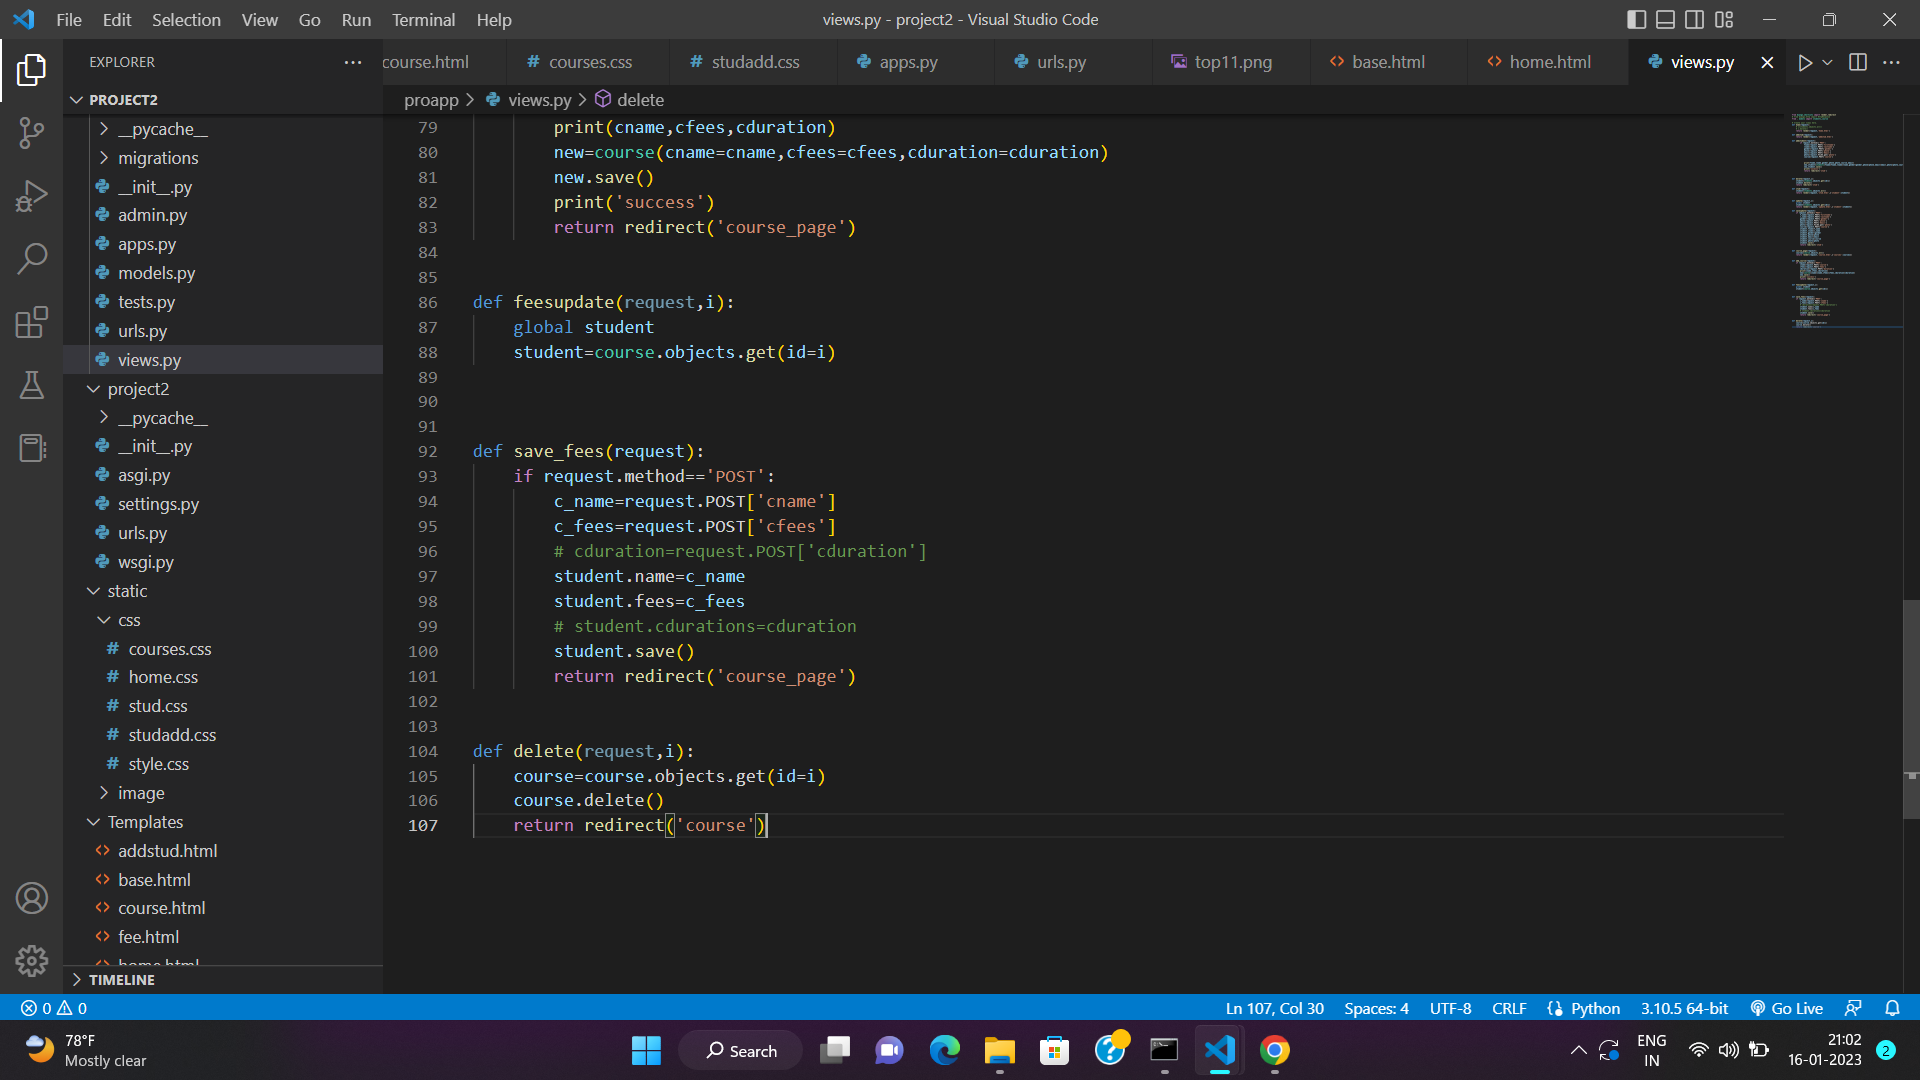 File Edit Selection View Go Run Terminal Help
views.py - project2 - Visual Studio Code
EXPLORER
course.html
# courses.css
# studadd.css
apps.py
urls.py
top11.png
<> base.html
<> home.html
views.py
PROJECT2
__pycache__
migrations
__init__.py
admin.py
apps.py
models.py
tests.py
urls.py
views.py
project2
__pycache__
__init__.py
asgi.py
settings.py
urls.py
wsgi.py
static
css
# courses.css
# home.css
# stud.css
# studadd.css
# style.css
image
Templates
<> addstud.html
<> base.html
<> course.html
<> fee.html
<> home.html
TIMELINE
proapp > views.py > delete
79 print(cname,cfees,cduration)
80 new=course(cname=cname,cfees=cfees,cduration=cduration)
81 new.save()
82 print('success')
83 return redirect('course_page')
84
85
86 def feesupdate(request,i):
87 global student
88 student=course.objects.get(id=i)
89
90
91
92 def save_fees(request):
93 if request.method=='POST':
94 c_name=request.POST['cname']
95 c_fees=request.POST['cfees']
96 # cduration=request.POST['cduration']
97 student.name=c_name
98 student.fees=c_fees
99 # student.cdurations=cduration
100 student.save()
101 return redirect('course_page')
102
103
104 def delete(request,i):
105 course=course.objects.get(id=i)
106 course.delete()
107 return redirect('course')
0 0
Ln 107, Col 30 Spaces: 4 UTF-8 CRLF {} Python 3.10.5 64-bit Go Live
78°F
Mostly clear
Search
ENG
IN
21:02
16-01-2023
2